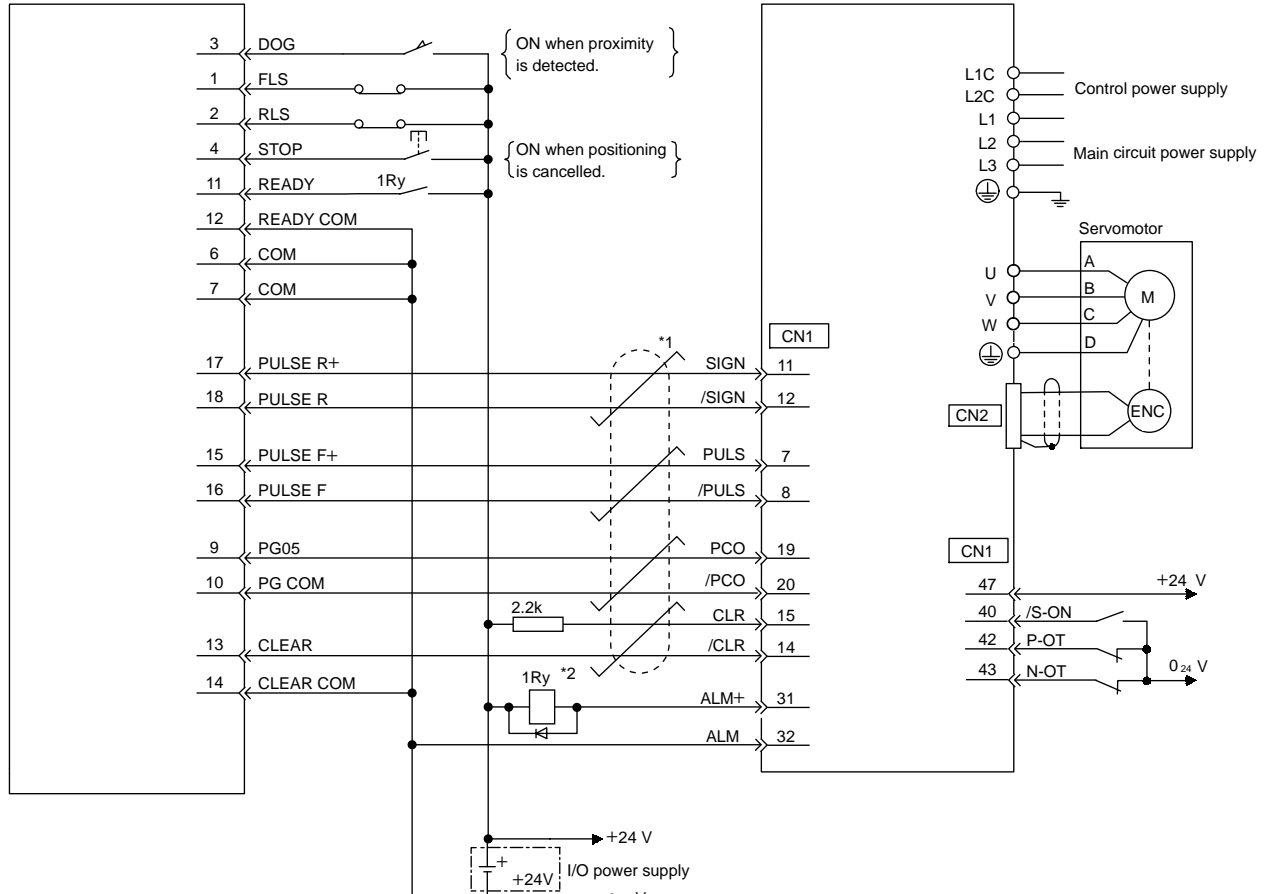 3 DOG
ON when proximity
is detected.
1 FLS
2 RLS
4 STOP
ON when positioning
is cancelled.
11 READY 1Ry
12 READY COM
6 COM
7 COM
17 PULSE R+
18 PULSE R
15 PULSE F+
16 PULSE F
9 PG05
10 PG COM
13 CLEAR
14 CLEAR COM
*1
2.2k
1Ry *2
CN1
SIGN 11
/SIGN 12
PULS 7
/PULS 8
PCO 19
/PCO 20
CLR 15
/CLR 14
ALM+ 31
ALM 32
L1C
L2C
Control power supply
L1
L2
L3
Main circuit power supply
Servomotor
U A
V B
W C
D
M
CN2
ENC
CN1
47 +24 V
40 /S-ON
42 P-OT
43 N-OT
0 24 V
+24 V
+
+24V
I/O power supply